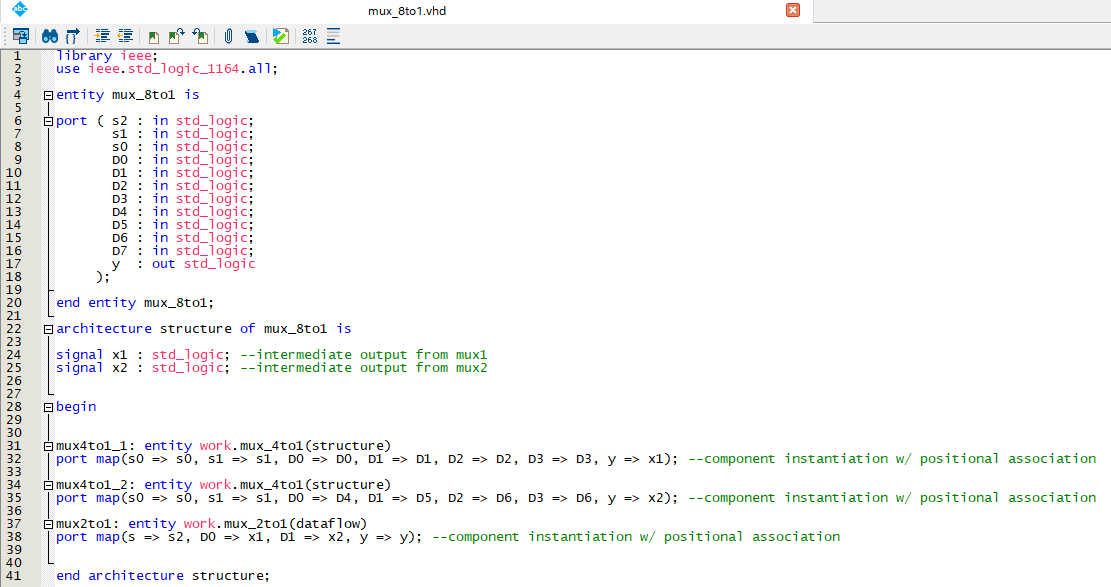 abc
mux_8to1.vhd
267
268
1 library ieee;
2 use ieee.std_logic_1164.all;
3
4 entity mux_8to1 is
5
6 port ( s2 : in std_logic;
7 s1 : in std_logic;
8 s0 : in std_logic;
9 D0 : in std_logic;
10 D1 : in std_logic;
11 D2 : in std_logic;
12 D3 : in std_logic;
13 D4 : in std_logic;
14 D5 : in std_logic;
15 D6 : in std_logic;
16 D7 : in std_logic;
17 y : out std_logic
18 );
19
20 end entity mux_8to1;
21
22 architecture structure of mux_8to1 is
23
24 signal x1 : std_logic; --intermediate output from mux1
25 signal x2 : std_logic; --intermediate output from mux2
26
27
28 begin
29
30
31 mux4to1_1: entity work.mux_4to1(structure)
32 port map(s0 => s0, s1 => s1, D0 => D0, D1 => D1, D2 => D2, D3 => D3, y => x1); --component instantiation w/ positional association
33
34 mux4to1_2: entity work.mux_4to1(structure)
35 port map(s0 => s0, s1 => s1, D0 => D4, D1 => D5, D2 => D6, D3 => D6, y => x2); --component instantiation w/ positional association
36
37 mux2to1: entity work.mux_2to1(dataflow)
38 port map(s => s2, D0 => x1, D1 => x2, y => y); --component instantiation w/ positional association
39
40
41 end architecture structure;